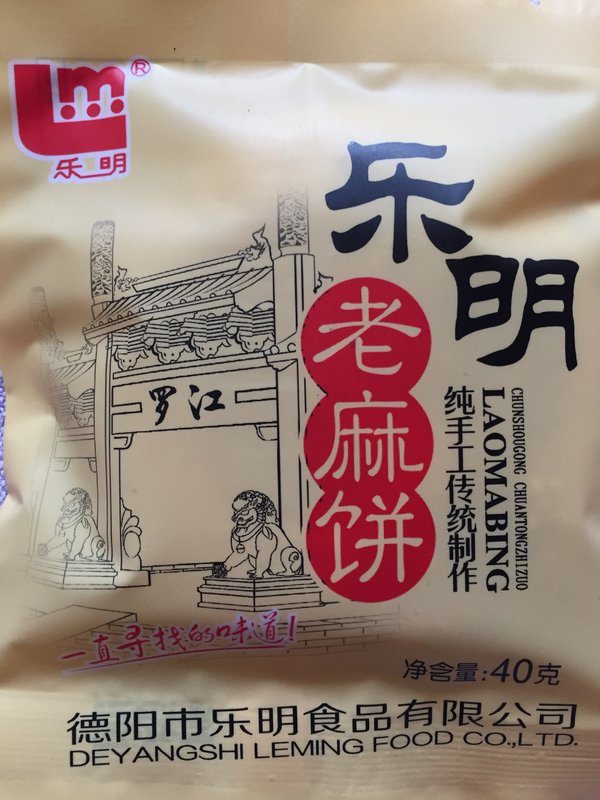 Lm®
乐明
乐明
老麻饼
CHUNSHOUGONG CHUANTONGZHIZUO
LAOMABING
纯手工传统制作
罗江
一直寻找的味道!
净含量:40克
德阳市乐明食品有限公司
DEYANGSHI LEMING FOOD CO.,LTD.